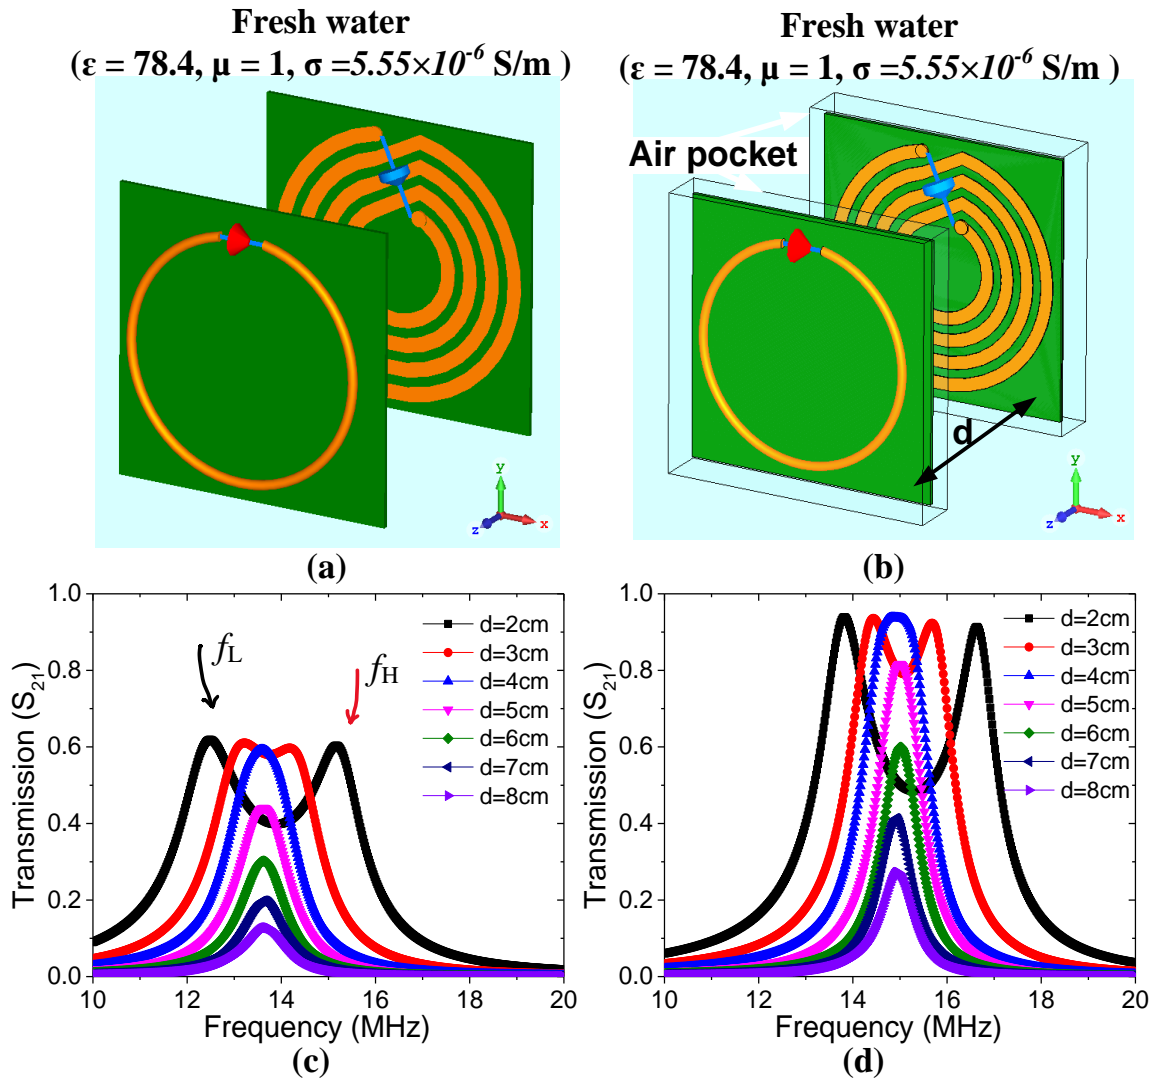 Fresh water
(ε = 78.4, μ = 1, σ =5.55×10⁻⁶ S/m )
Fresh water
(ε = 78.4, μ = 1, σ =5.55×10⁻⁶ S/m )
Air pocket
d
y
x
z
y
x
z
(a)
(b)
1.0
0.8
0.6
0.4
0.2
0.0
Transmission (S₂₁)
f_L
f_H
d=2cm
d=3cm
d=4cm
d=5cm
d=6cm
d=7cm
d=8cm
10 12 14 16 18 20
Frequency (MHz)
(c)
1.0
0.8
0.6
0.4
0.2
0.0
Transmission (S₂₁)
d=2cm
d=3cm
d=4cm
d=5cm
d=6cm
d=7cm
d=8cm
10 12 14 16 18 20
Frequency (MHz)
(d)